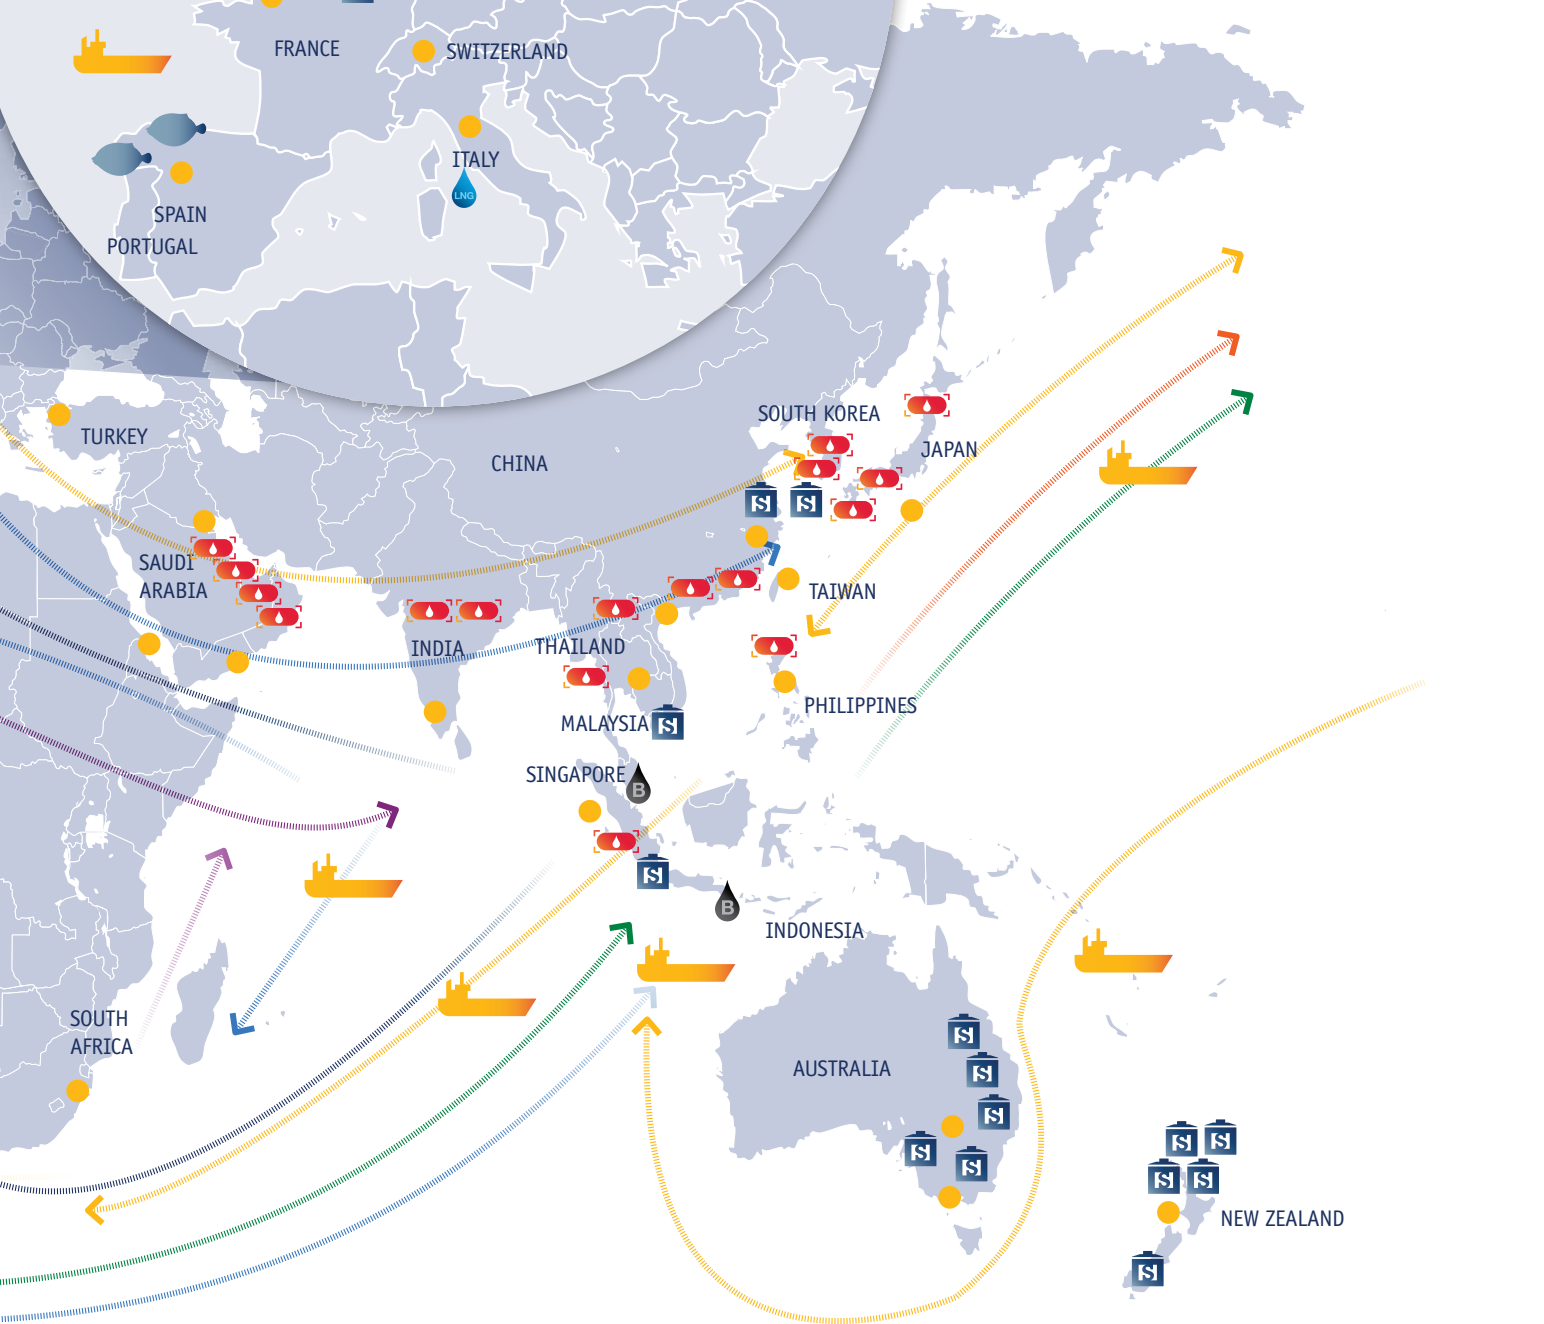 FRANCE
SWITZERLAND
ITALY
LNG
SPAIN
PORTUGAL
SOUTH KOREA
TURKEY
JAPAN
CHINA
S
S
SAUDI
ARABIA
TAIWAN
INDIA
THAILAND
PHILIPPINES
MALAYSIA
S
SINGAPORE
B
S
B
INDONESIA
SOUTH
AFRICA
S
AUSTRALIA
S
S
S
S
S
S
S
S
NEW ZEALAND
S